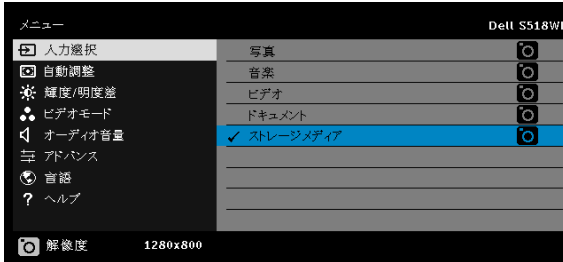 メニュー
Dell S518WL
入力選択
自動調整
輝度/明度差
ビデオモード
オーディオ音量
アドバンス
言語
? ヘルプ
写真
音楽
ビデオ
ドキュメント
✓ ストレージメディア
解像度 1280x800